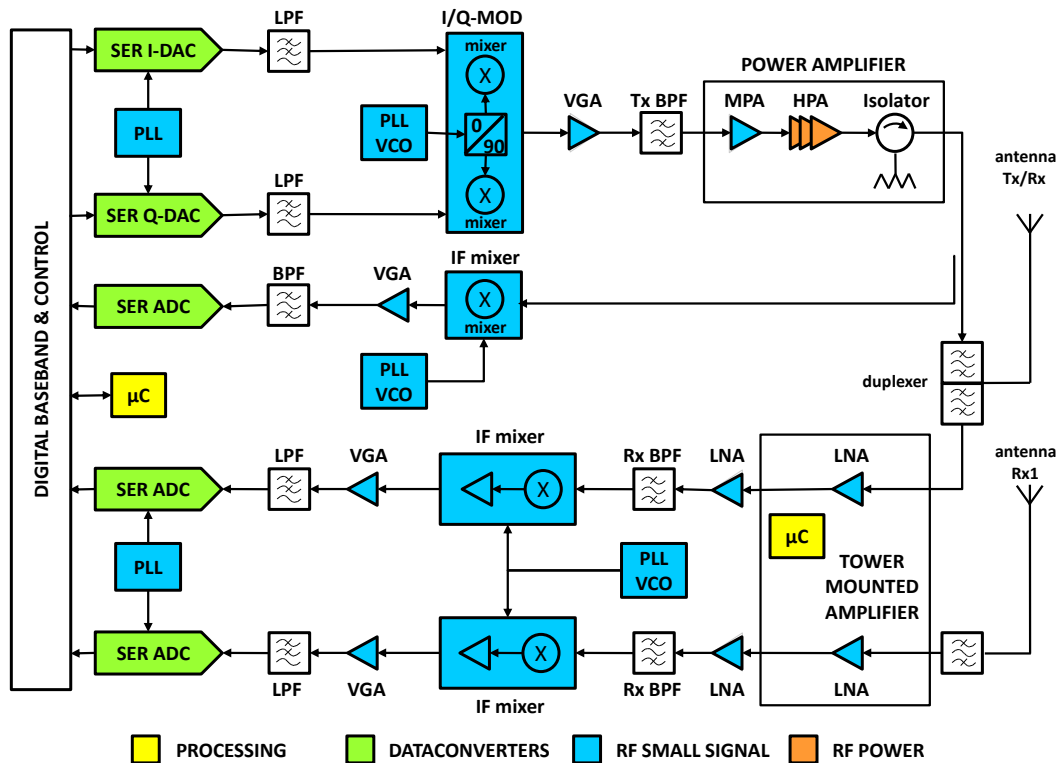 LPF
I/Q-MOD
SER I-DAC
mixer
X
POWER AMPLIFIER
PLL
PLL
VCO
0
90
VGA
Tx BPF
MPA
HPA
Isolator
antenna
Tx/Rx
LPF
SER Q-DAC
X
mixer
DIGITAL BASEBAND & CONTROL
BPF
VGA
IF mixer
SER ADC
X
mixer
PLL
VCO
duplexer
µC
IF mixer
LPF
VGA
Rx BPF
LNA
LNA
antenna
Rx1
SER ADC
X
µC
PLL
PLL
VCO
TOWER
MOUNTED
AMPLIFIER
SER ADC
X
LPF
VGA
Rx BPF
LNA
LNA
IF mixer
PROCESSING
DATACONVERTERS
RF SMALL SIGNAL
RF POWER